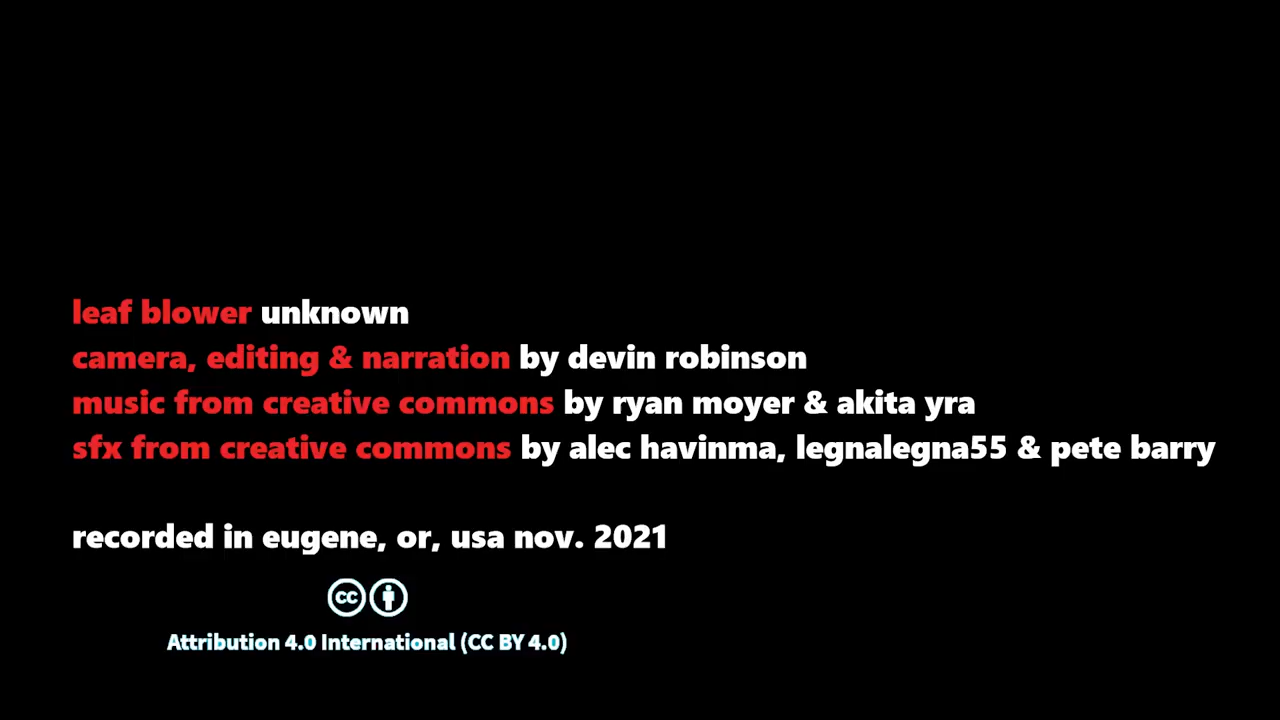 leaf blower unknown
camera, editing & narration by devin robinson
music from creative commons by ryan moyer & akita yra
sfx from creative commons by alec havinma, legnalegna55 & pete barry
recorded in eugene, or, usa nov. 2021
cc
Attribution 4.0 International (CC BY 4.0)